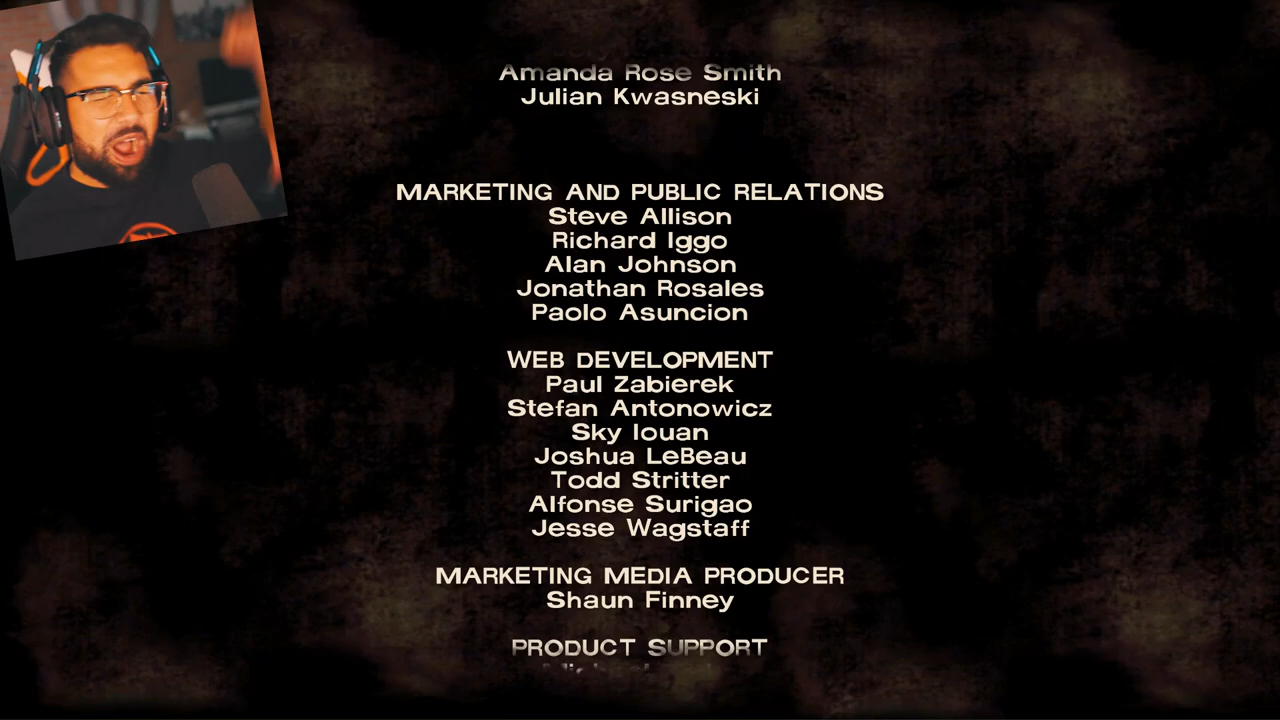 Amanda Rose Smith
Julian Kwasneski
MARKETING AND PUBLIC RELATIONS
Steve Allison
Richard Iggo
Alan Johnson
Jonathan Rosales
Paolo Asuncion
WEB DEVELOPMENT
Paul Zabierek
Stefan Antonowicz
Sky Iouan
Joshua LeBeau
Todd Stritter
Alfonse Surigao
Jesse Wagstaff
MARKETING MEDIA PRODUCER
Shaun Finney
PRODUCT SUPPORT